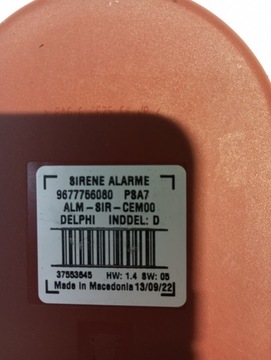 SIRENE ALARME
9677756080 PSA7
ALM-SIR-CEM00
DELPHI INDDEL: D
37553645 HW: 1.4 SW: 05
Made in Macedonia 13/09/22